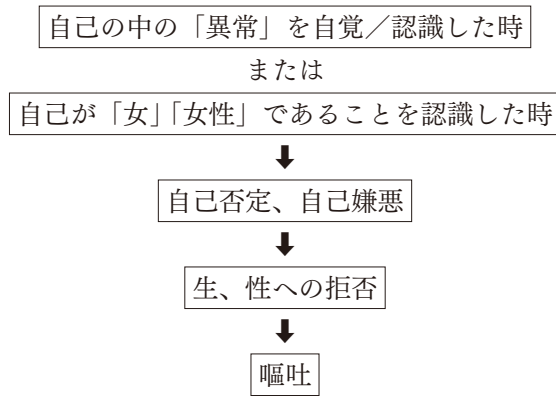 自己の中の「異常」を自覚／認識した時
または
自己が「女」「女性」であることを認識した時
自己否定、自己嫌悪
生、性への拒否
嘔吐